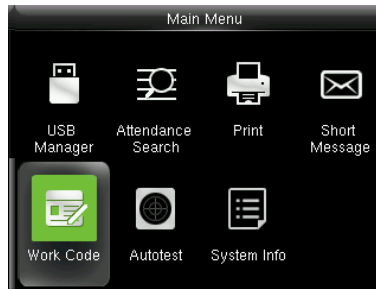 Main Menu
USB
Manager
Attendance
Search
Print
Short
Message
Work Code
Autotest
System Info